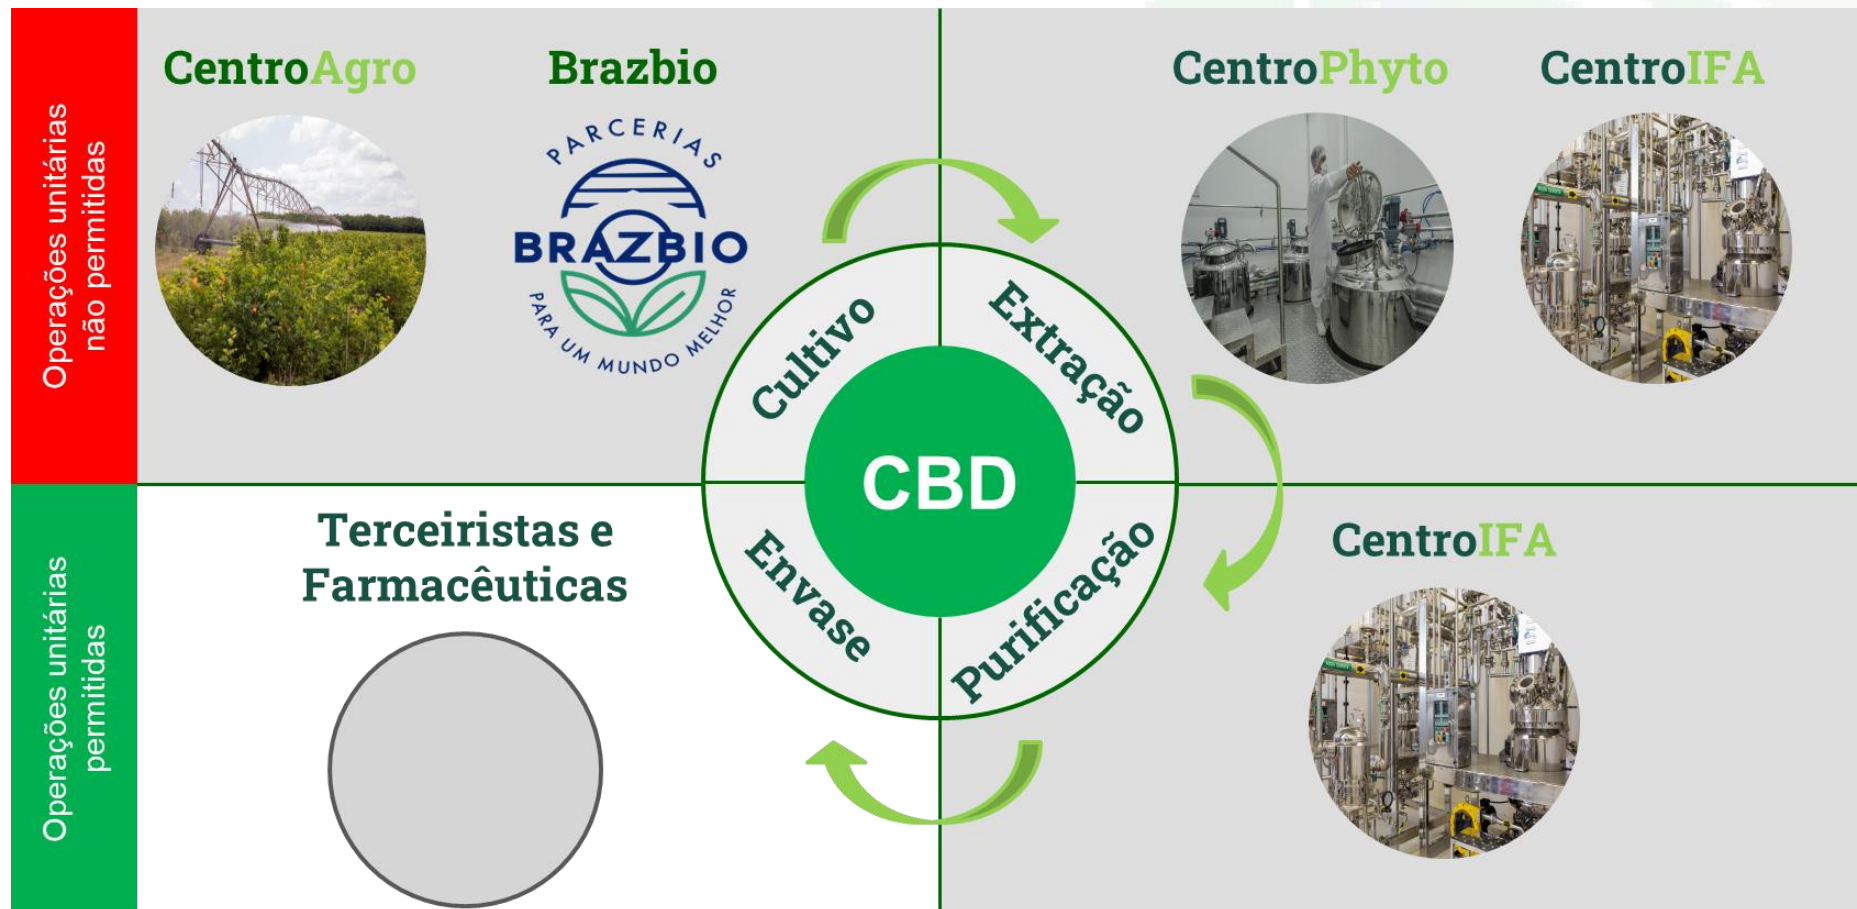 Operações unitárias
não permitidas
CentroAgro
Brazbio
PARCERIAS
BRAZBIO
PARA UM MUNDO MELHOR
CentroPhyto
CentroIFA
Cultivo
Extração
CBD
Envase
Purificação
Operações unitárias
permitidas
Terceiristas e
Farmacêuticas
CentroIFA